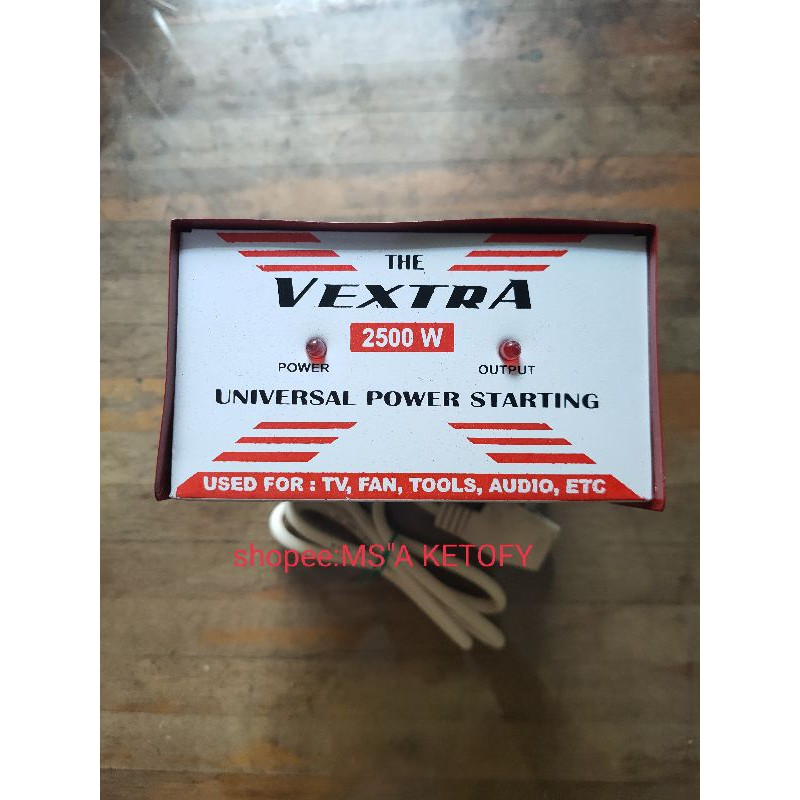 THE
VEXTRA
2500 W
POWER
OUTPUT
UNIVERSAL POWER STARTING
USED FOR : TV, FAN, TOOLS, AUDIO, ETC
shopee:MS"A KETOFY